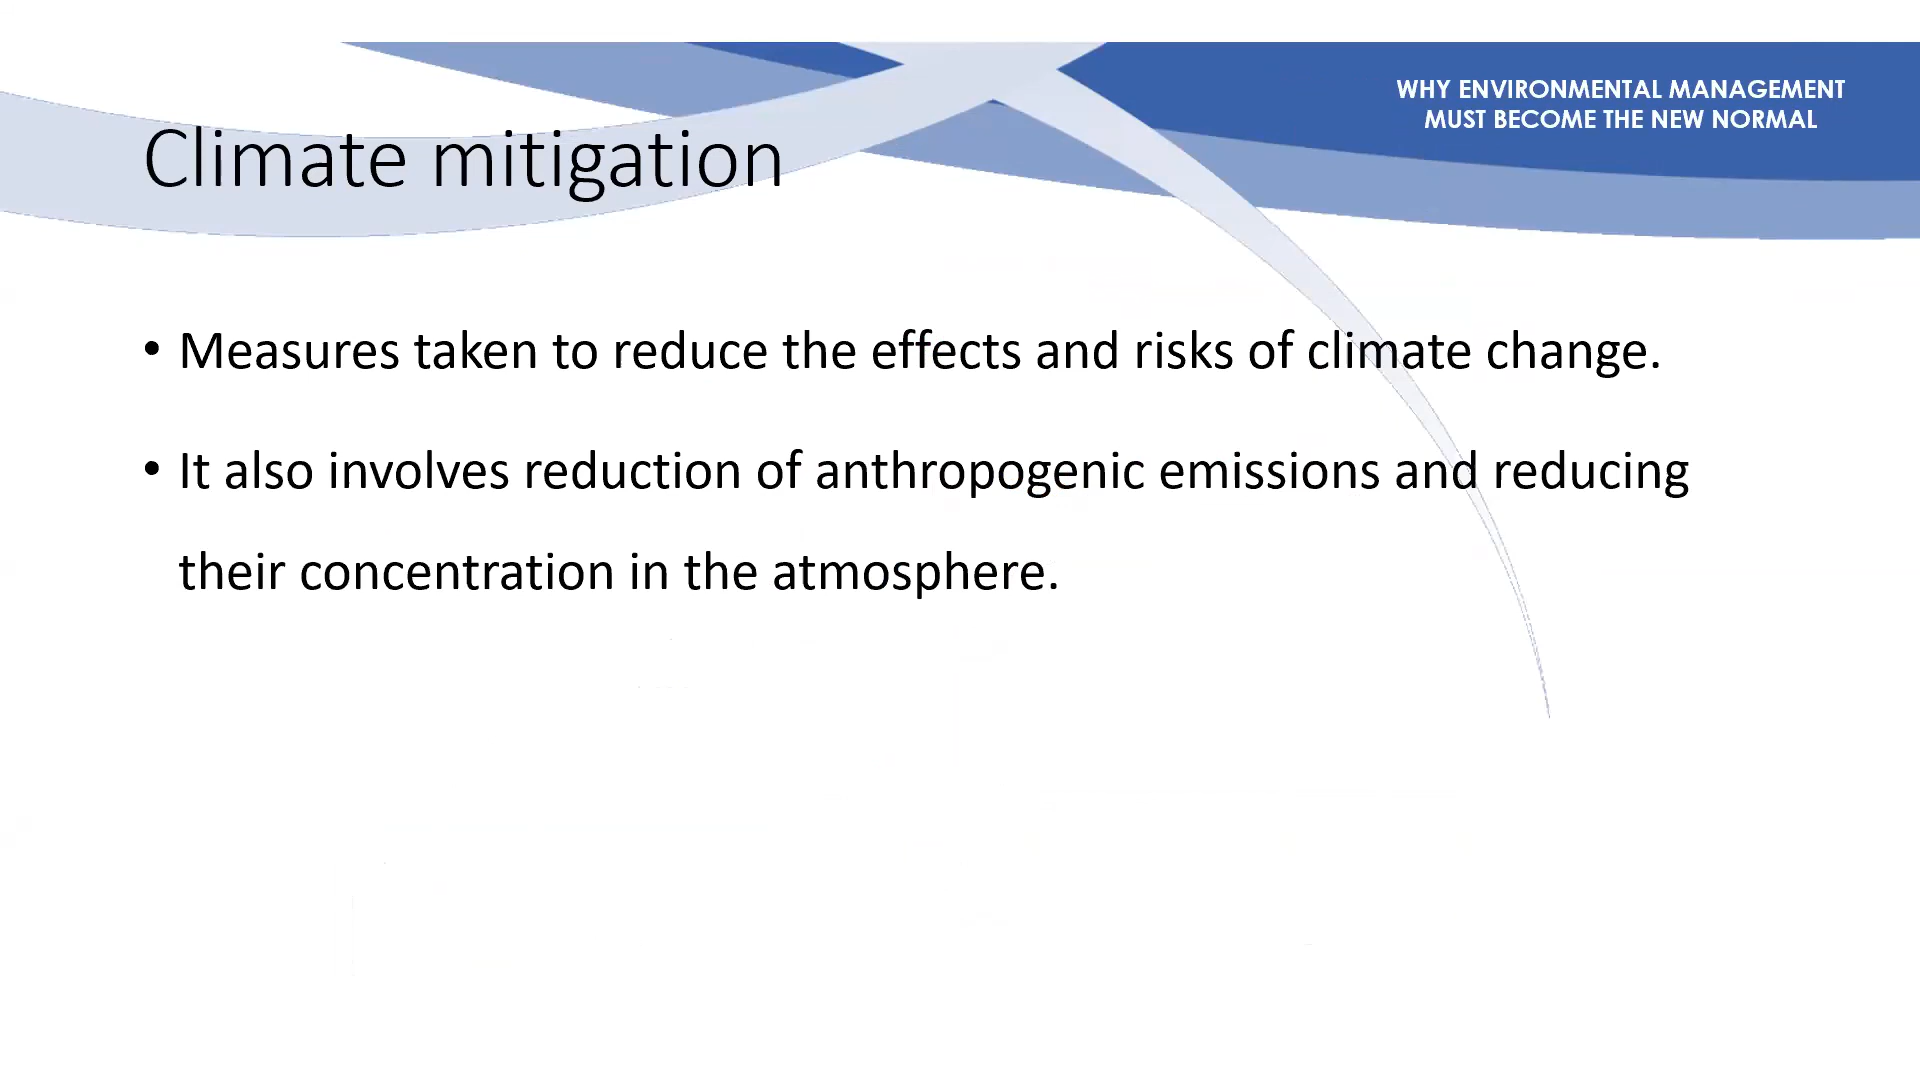 WHY ENVIRONMENTAL MANAGEMENT
MUST BECOME THE NEW NORMAL
Climate mitigation
• Measures taken to reduce the effects and risks of climate change.
• It also involves reduction of anthropogenic emissions and reducing
their concentration in the atmosphere.